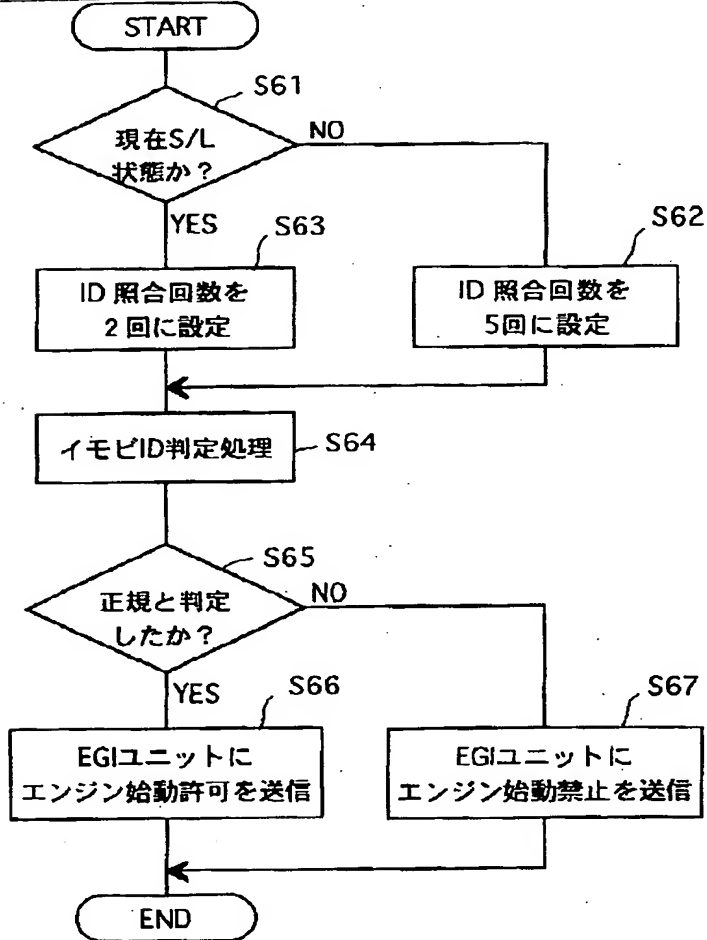 START
S61
現在S/L
状態か?
NO
YES
S63
S62
ID 照合回数を
2 回に設定
ID 照合回数を
5回に設定
イモビID判定処理
S64
S65
正規と判定
したか?
NO
YES
S66
S67
EGIユニットに
エンジン始動許可を送信
EGIユニットに
エンジン始動禁止を送信
END